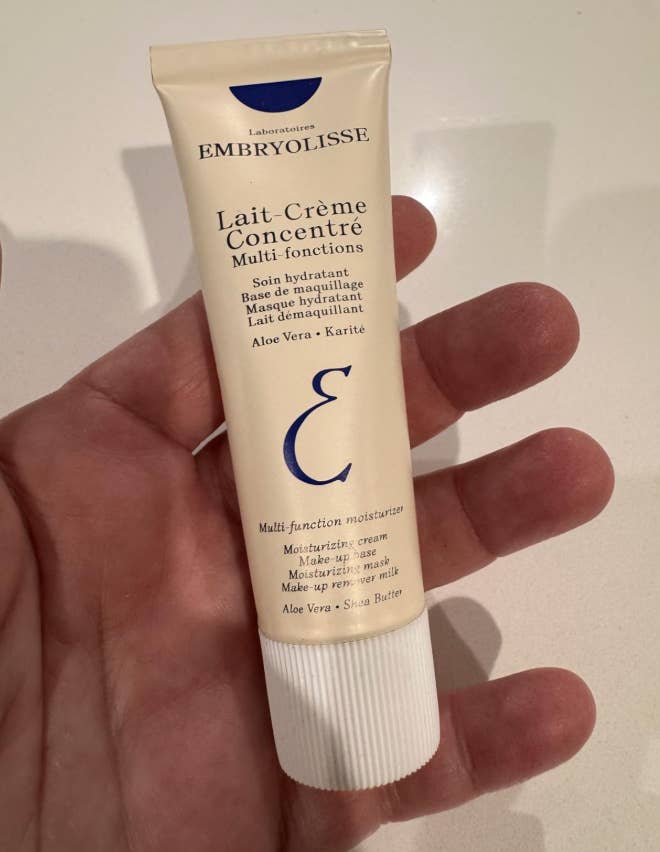 Laboratoires
EMBRYOLISSE
Lait-Crème
Concentré
Multi-fonctions
Soin hydratant
Base de maquillage
Masque hydratant
Lait démaquillant
Aloe Vera • Karité
E
Multi-function moisturizer
Moisturizing cream
Make-up base
Moisturizing mask
Make-up remover milk
Aloe Vera • Shea Butter